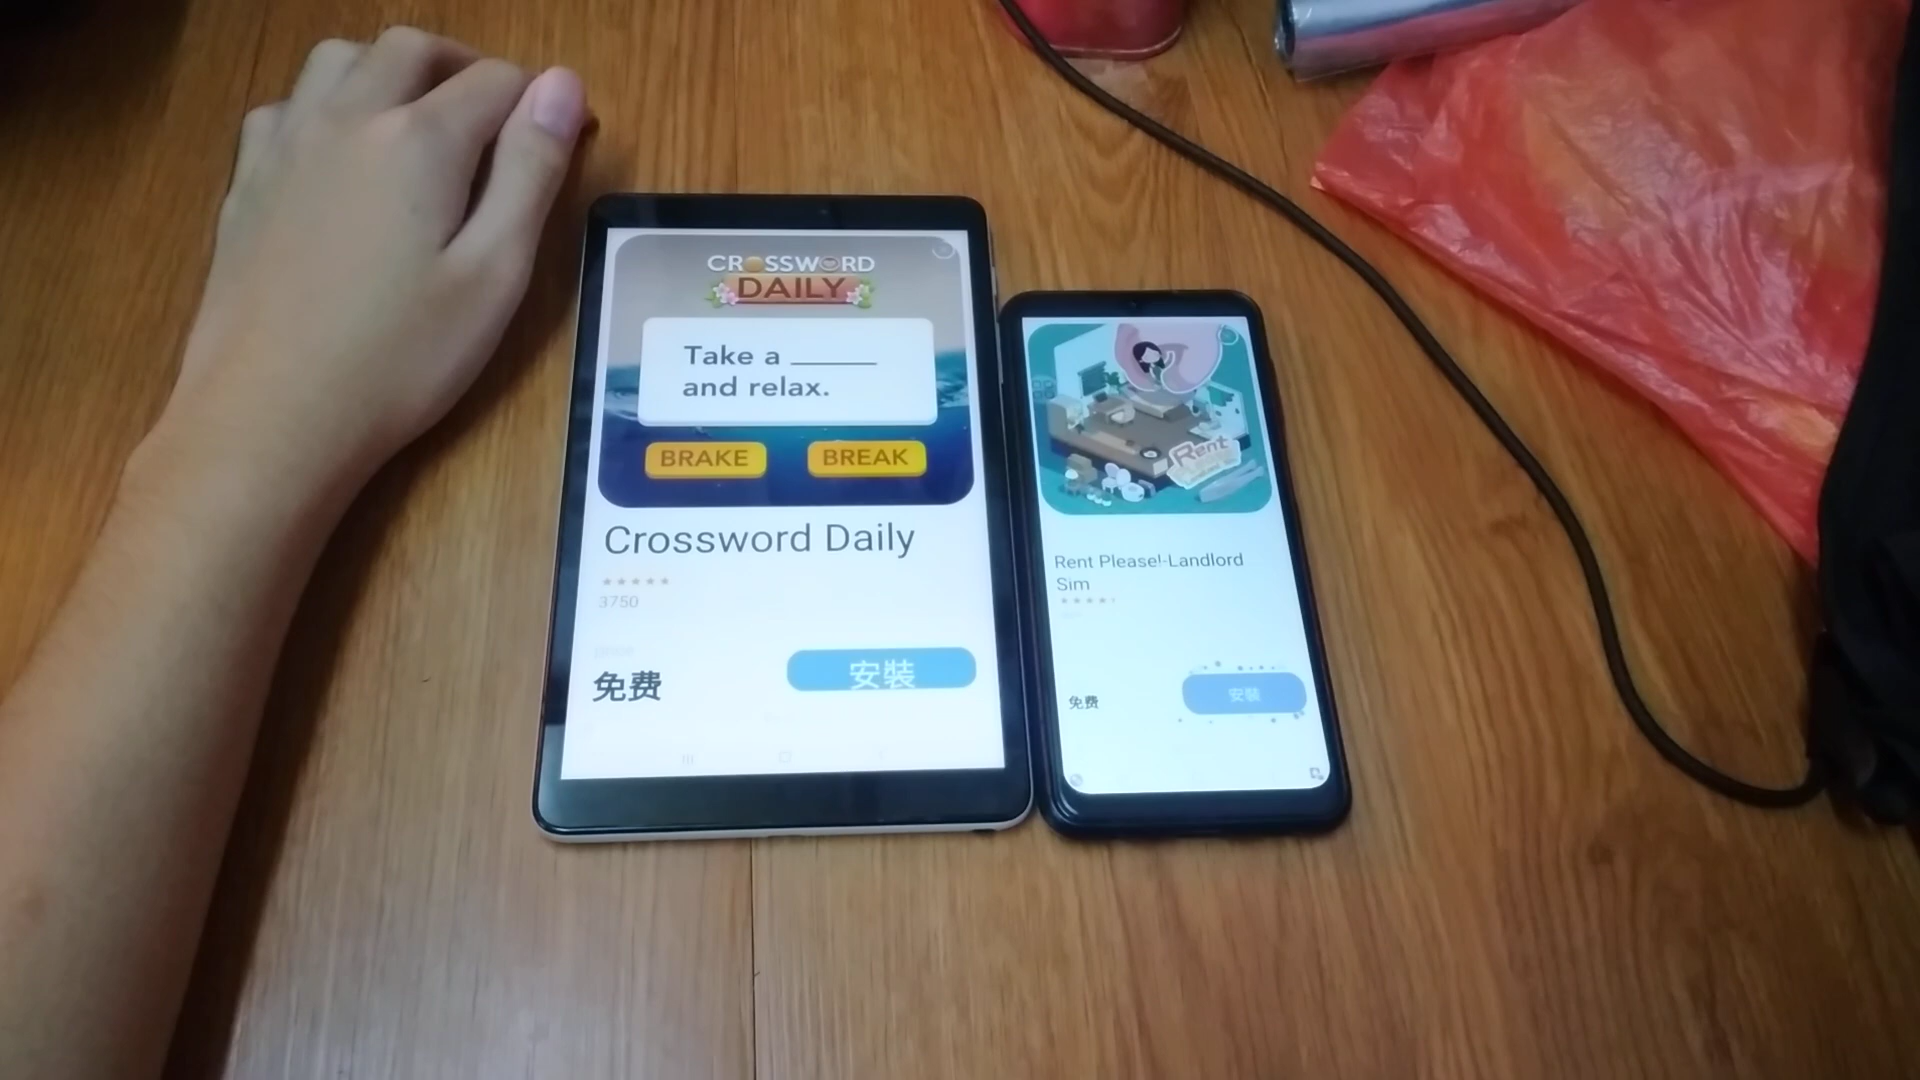 CROSSWORD
DAILY
Take a ______
and relax.
BRAKE
BREAK
Crossword Daily
3750
免费
安裝
Rent
Rent Please!-Landlord
Sim
免费
安裝